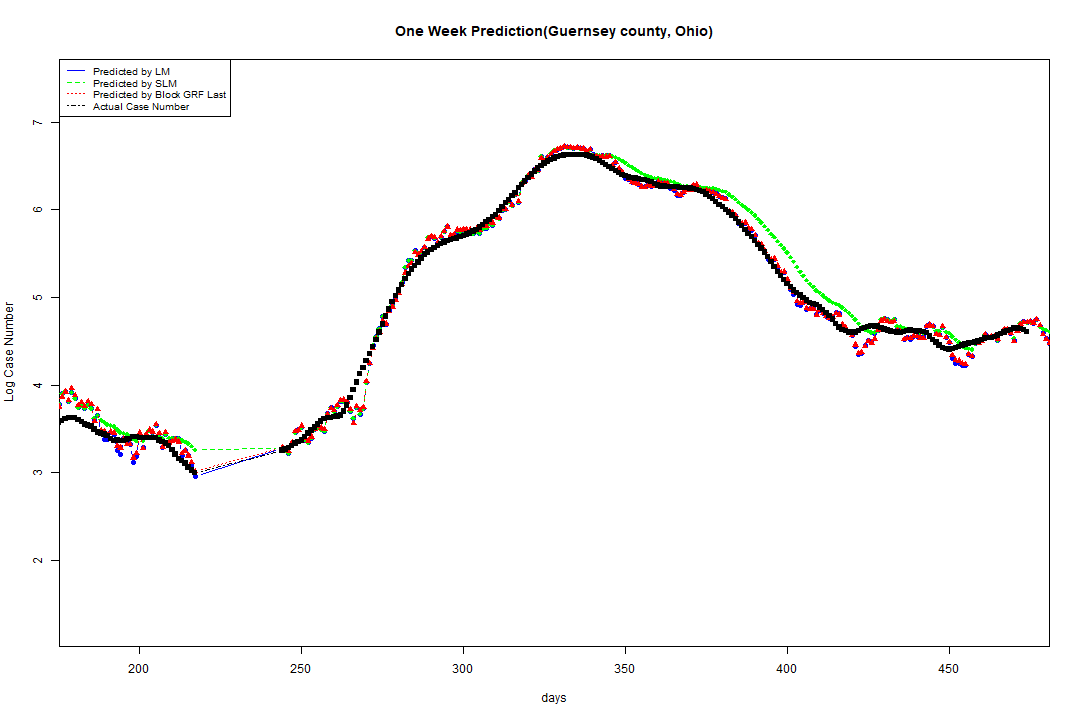 One Week Prediction(Guernsey county, Ohio)
Predicted by LM
Predicted by SLM
Predicted by Block GRF Last
Actual Case Number
7
6
5
4
3
2
Log Case Number
200 250 300 350 400 450
days